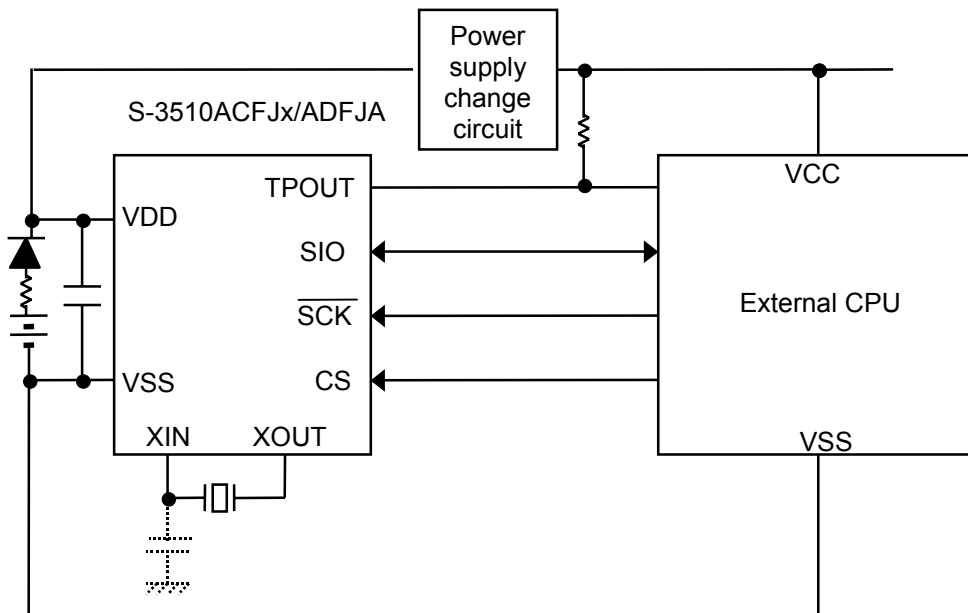 Power
supply
change
circuit
S-3510ACFJx/ADFJA
TPOUT
VCC
VDD
SIO
External CPU
SCK
VSS
CS
XIN
XOUT
VSS